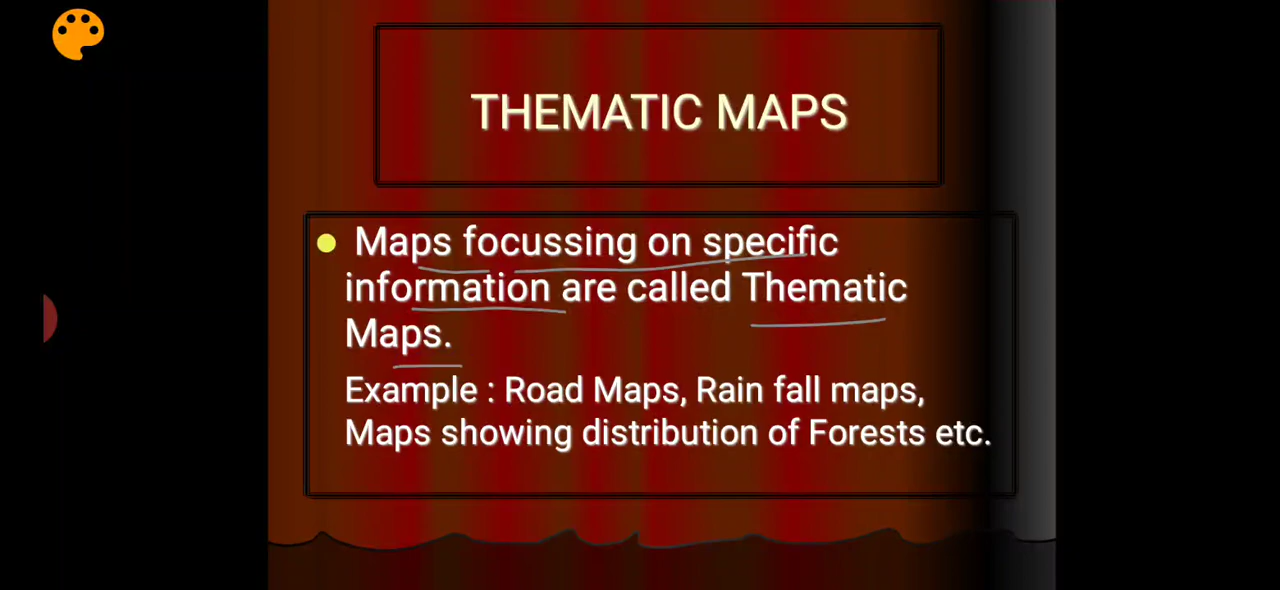 THEMATIC MAPS
Maps focussing on specific
information are called Thematic
Maps.
Example : Road Maps, Rain fall maps,
Maps showing distribution of Forests etc.